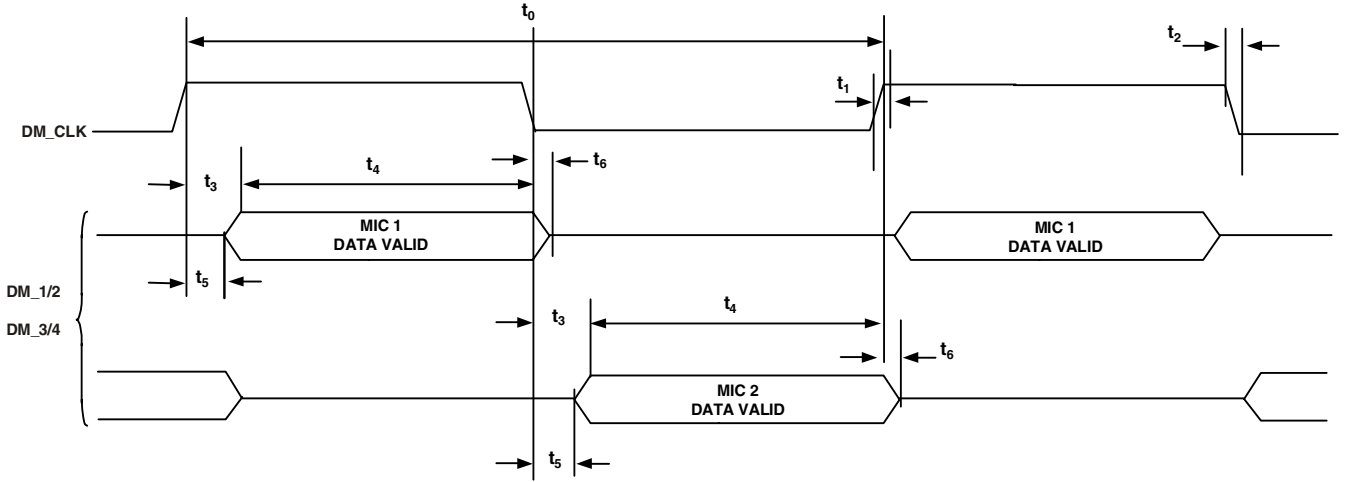 t0
t2
t1
DM_CLK
t3
t4
t6
MIC 1
DATA VALID
MIC 1
DATA VALID
t5
DM_1/2
DM_3/4
t3
t4
t6
MIC 2
DATA VALID
t5